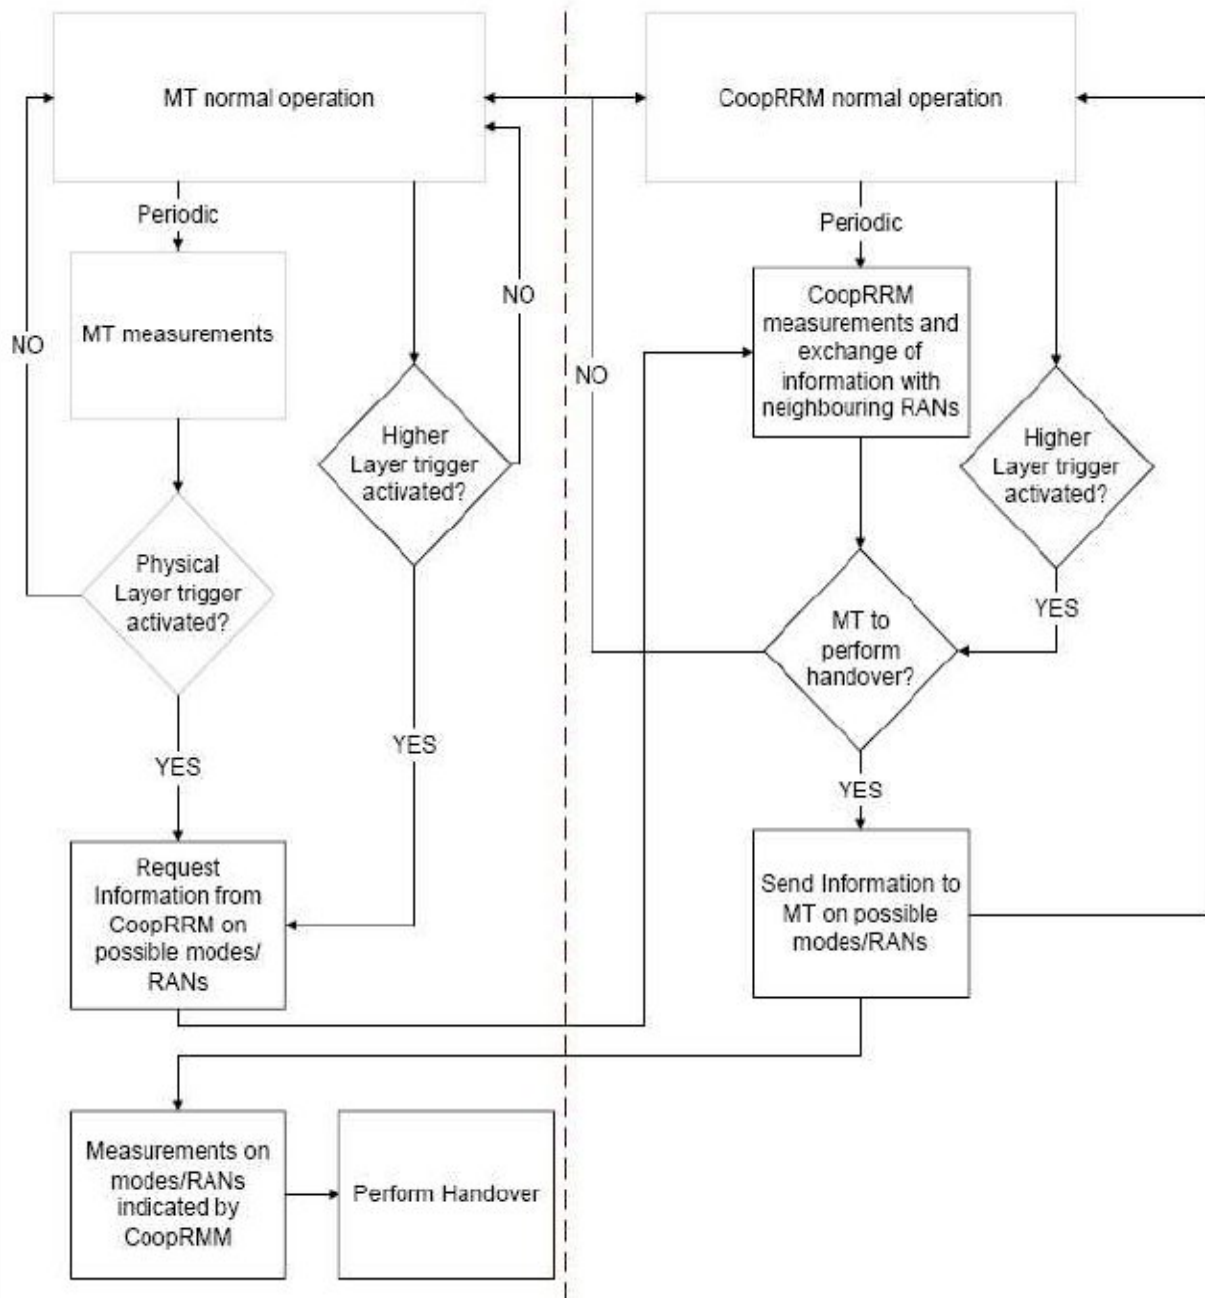 MT normal operation
CoopRRM normal operation
Periodic
Periodic
MT measurements
NO
NO
CoopRRM
measurements and
exchange of
information with
neighbouring RANs
NO
Higher
Layer trigger
activated?
Higher
Layer trigger
activated?
Physical
Layer trigger
activated?
MT to
perform
handover?
YES
YES
YES
YES
Request
Information from
CoopRRM on
possible modes/
RANs
Send Information to
MT on possible
modes/RANs
Measurements on
modes/RANs
indicated by
CoopRMM
Perform Handover